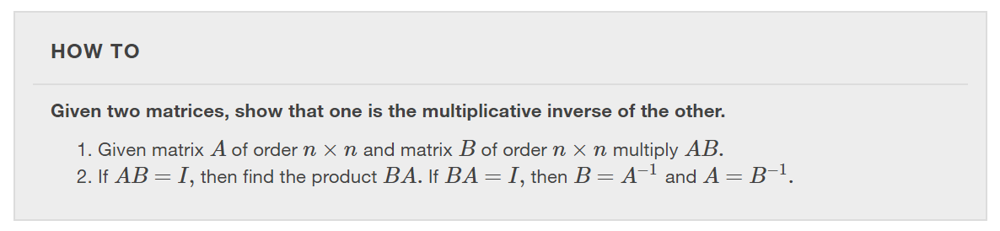 HOW TO
Given two matrices, show that one is the multiplicative inverse of the other.
1. Given matrix A of order n × n and matrix B of order n × n multiply AB.
2. If AB = I, then find the product BA. If BA = I, then B = A⁻¹ and A = B⁻¹.